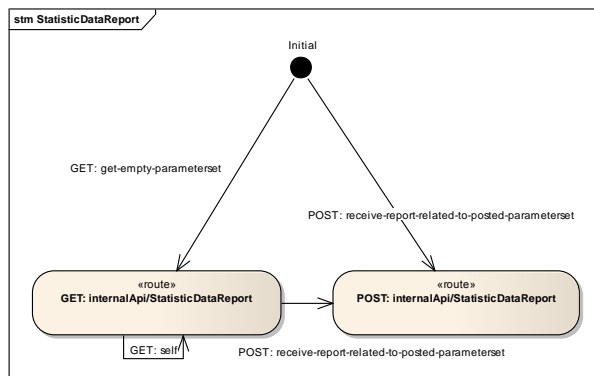 stm StatisticDataReport
Initial
GET: get-empty-parameterset
POST: receive-report-related-to-posted-parameterset
«route»
GET: internalApi/StatisticDataReport
«route»
POST: internalApi/StatisticDataReport
GET: self
POST: receive-report-related-to-posted-parameterset